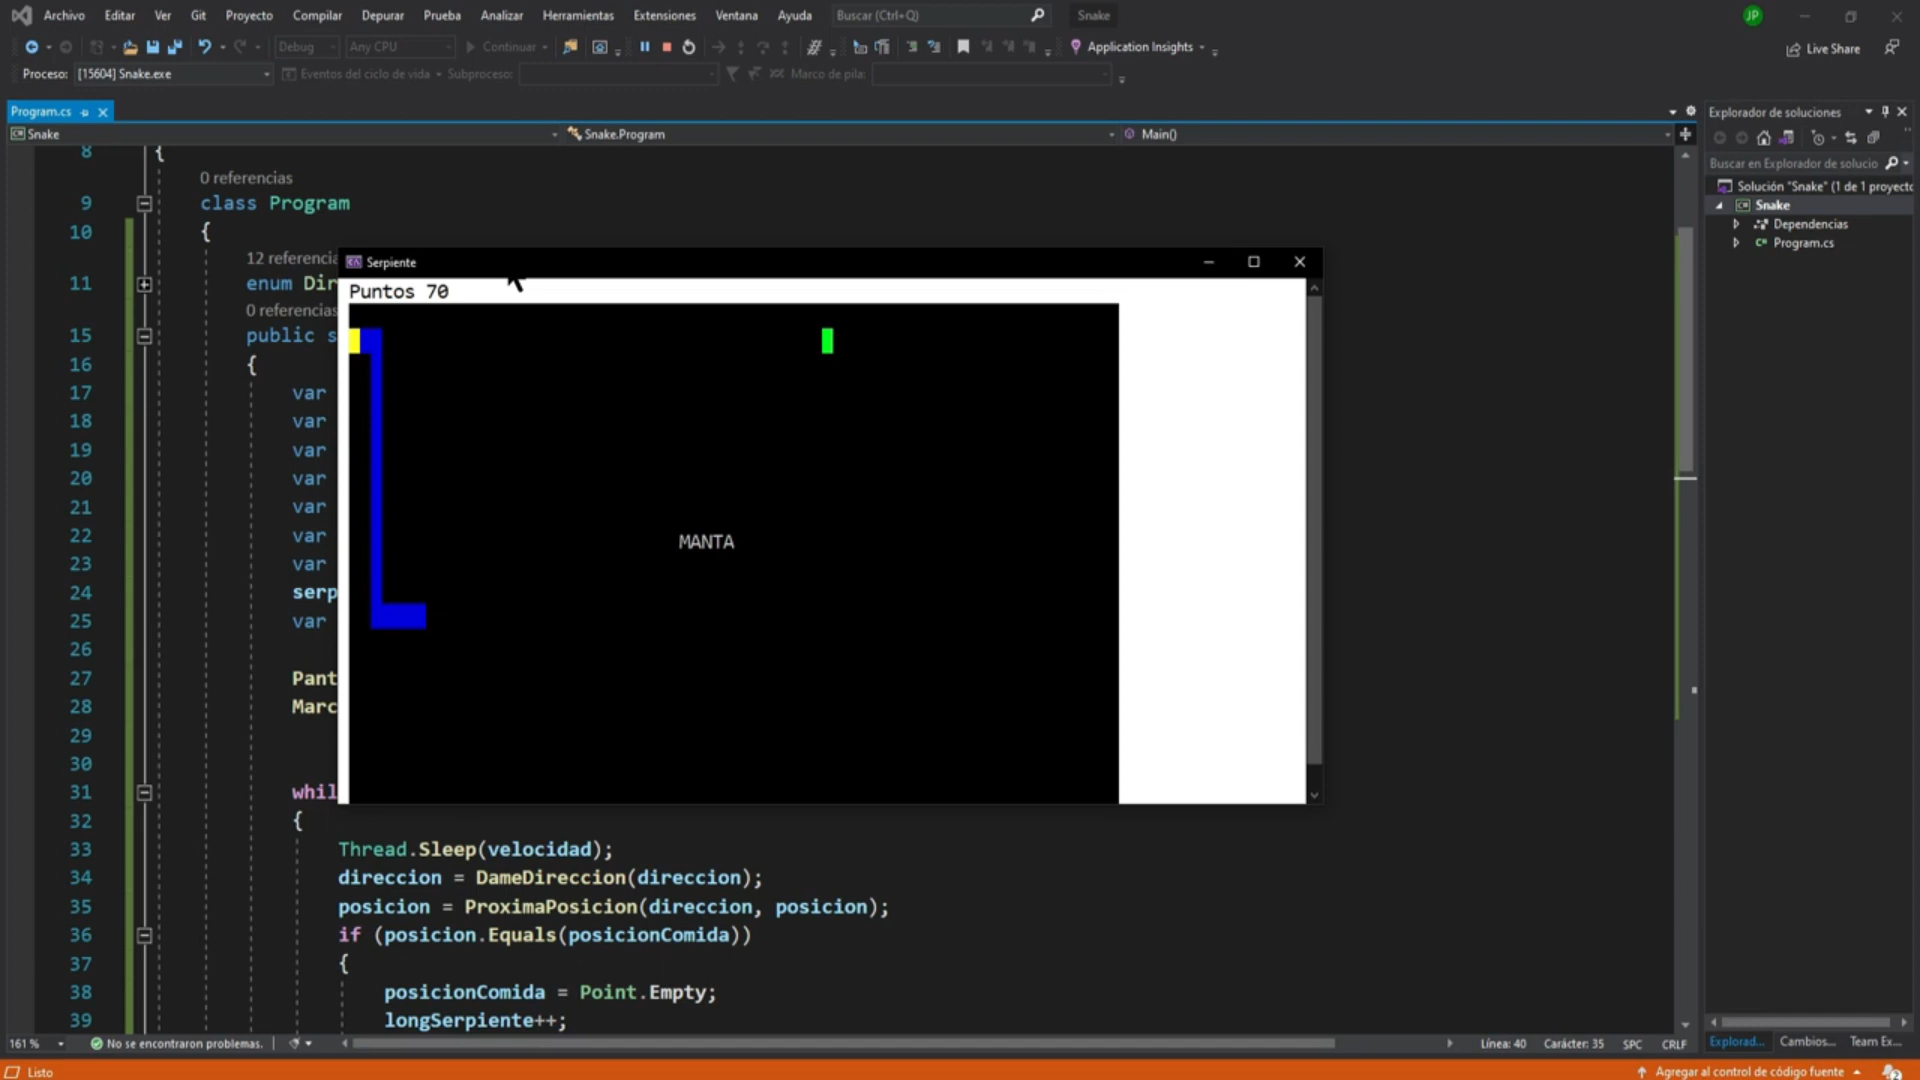 Archivo Editar Ver Git Proyecto Compilar Depurar Prueba Analizar Herramientas Extensiones Ventana Ayuda Buscar (Ctrl+Q) Snake JP
Debug Any CPU Continuar Application Insights Live Share
Proceso: [15604] Snake.exe Eventos del ciclo de vida Subproceso: Marco de pila:
Program.cs
Snake Snake.Program Main()
8 {
0 referencias
9 class Program
10 {
12 referencia
11 enum Dir
0 referencias
15 public s
16 {
17 var
18 var
19 var
20 var
21 var
22 var
23 var
24 serp
25 var
26
27 Pant
28 Marc
29
30
31 whil
32 {
33 Thread.Sleep(velocidad);
34 direccion = DameDireccion(direccion);
35 posicion = ProximaPosicion(direccion, posicion);
36 if (posicion.Equals(posicionComida))
37 {
38 posicionComida = Point.Empty;
39 longSerpiente++;
Serpiente
Puntos 70
MANTA
Explorador de soluciones
Buscar en Explorador de solucio
Solución "Snake" (1 de 1 proyecto
Snake
Dependencias
C# Program.cs
161 % No se encontraron problemas. Línea: 40 Carácter: 35 SPC CRLF
Explorad... Cambios... Team Ex...
Listo Agregar al control de código fuente 2